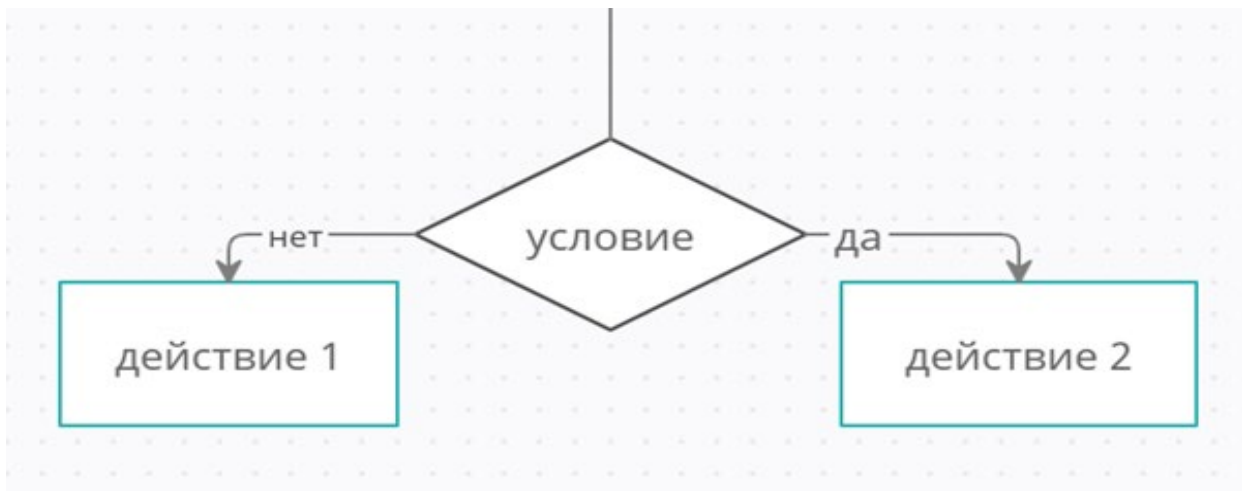 условие
нет
да
действие 1
действие 2